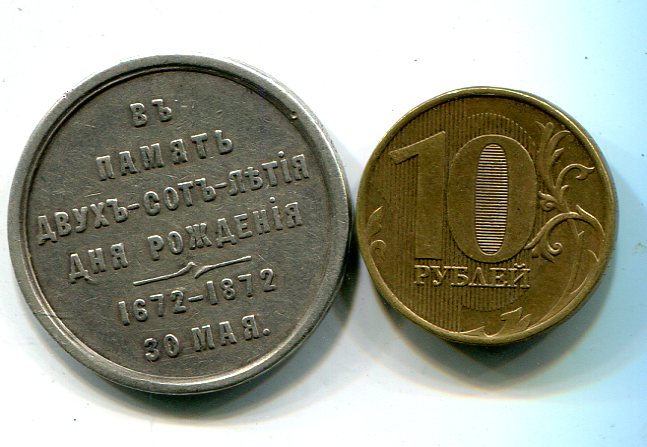 ВЪ
ПАМЯТЬ
ДВУХЪ-СОТЪ-ЛѢТІЯ
ДНЯ РОЖДЕНІЯ
1672-1872
30 МАЯ.
10
РУБЛЕЙ